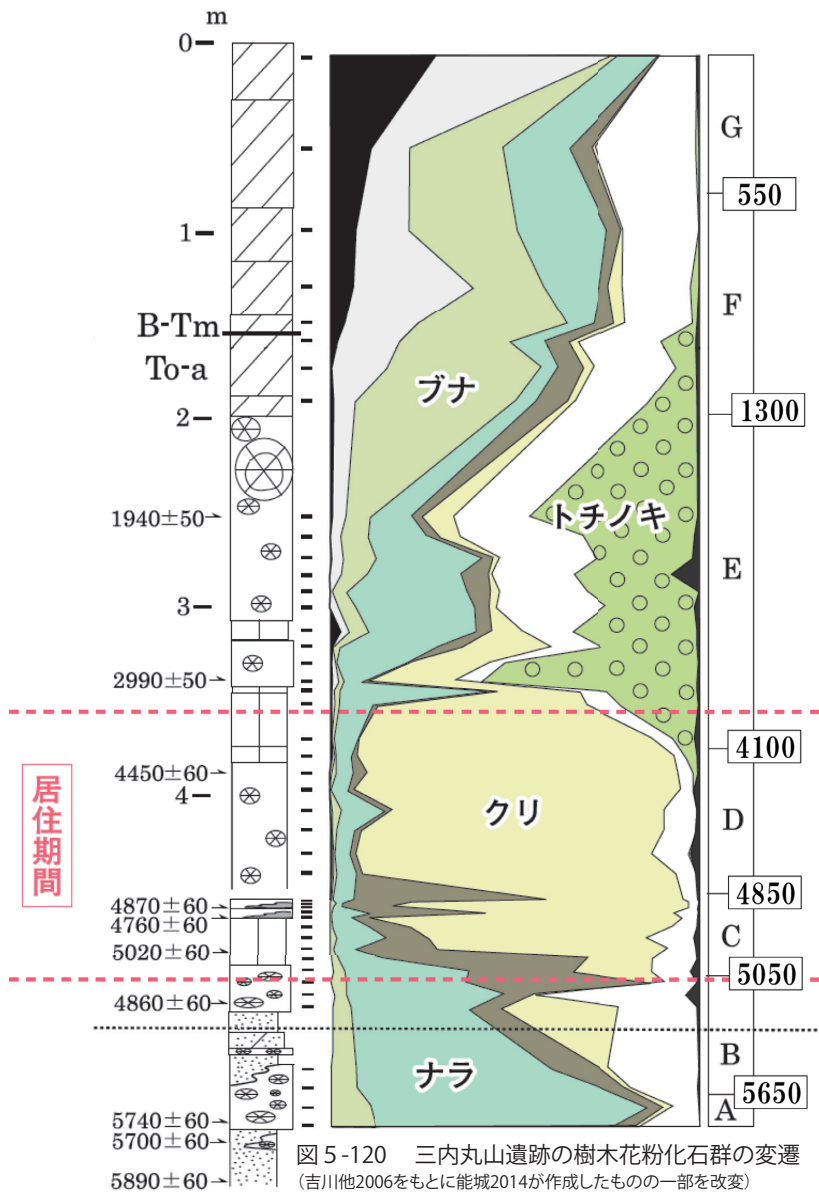 m
0
1
B-Tm
To-a
2
1940±50
3
2990±50
4450±60
4
4870±60
4760±60
5020±60
4860±60
5740±60
5700±60
5890±60
居住期間
ブナ
トチノキ
クリ
ナラ
G
550
F
1300
E
4100
D
4850
C
5050
B
5650
A
図5-120 三内丸山遺跡の樹木花粉化石群の変遷
(吉川他2006をもとに能城2014が作成したものの一部を改変)